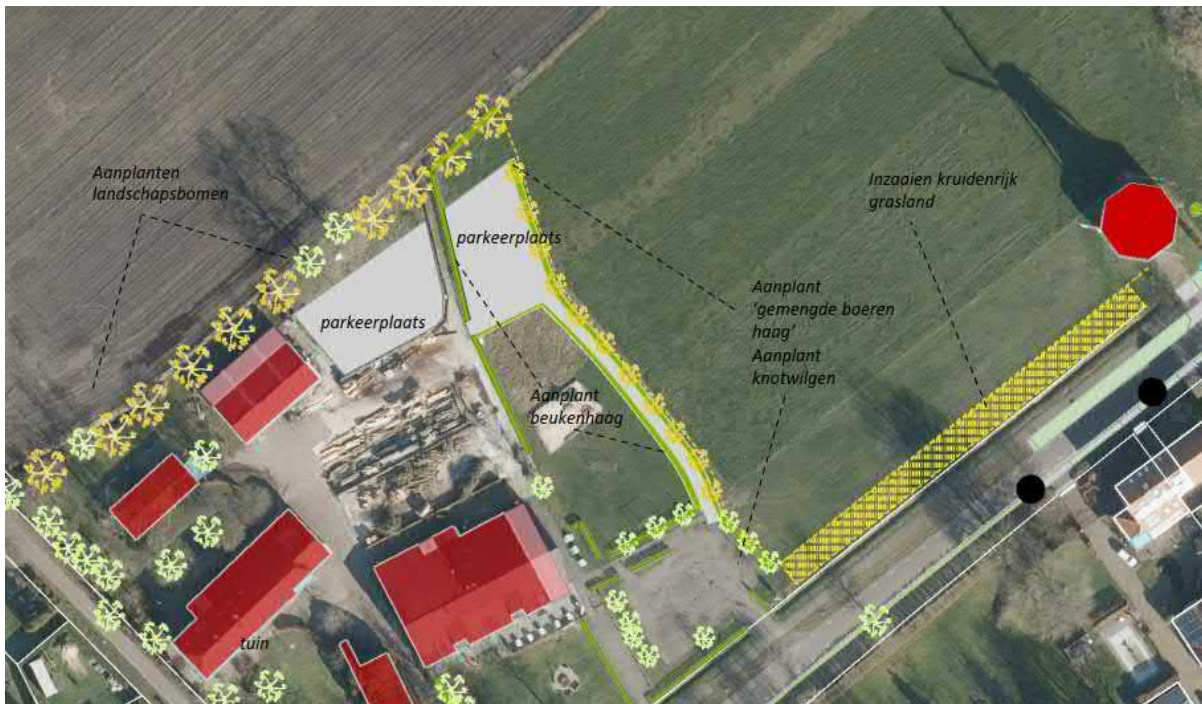 Aanplanten
landschapsbomen
Inzaaien kruidenrijk
grasland
parkeerplaats
parkeerplaats
Aanplant
‘gemengde boeren
haag’
Aanplant
knotwilgen
Aanplant
beukenhaag
tuin